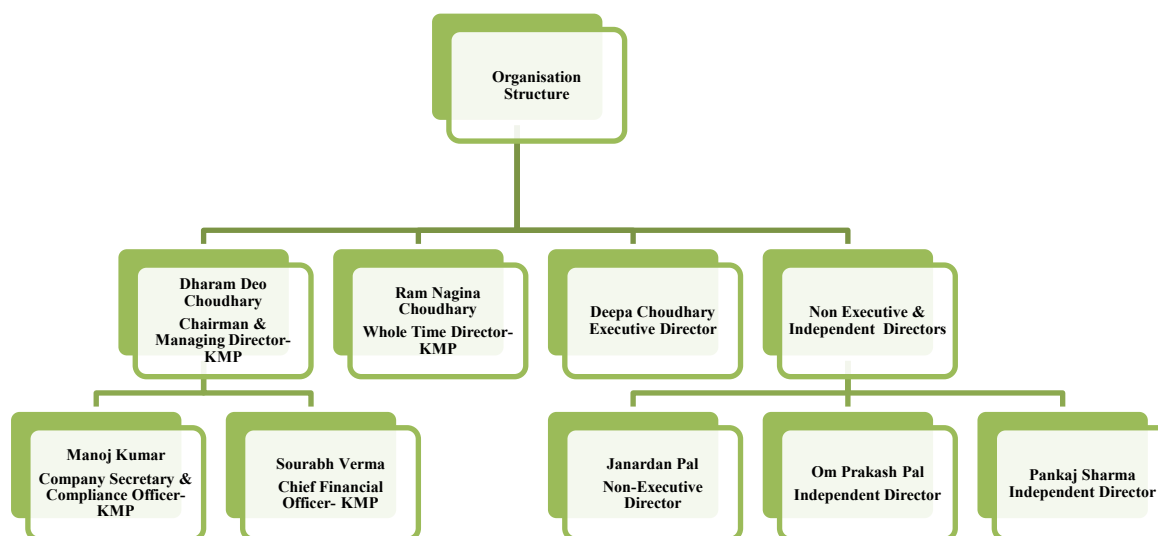 Organisation
Structure
Dharam Deo
Choudhary
Chairman &
Managing Director-
KMP
Ram Nagina
Choudhary
Whole Time Director-
KMP
Deepa Choudhary
Executive Director
Non Executive &
Independent Directors
Manoj Kumar
Company Secretary &
Compliance Officer-
KMP
Sourabh Verma
Chief Financial
Officer- KMP
Janardan Pal
Non-Executive
Director
Om Prakash Pal
Independent Director
Pankaj Sharma
Independent Director